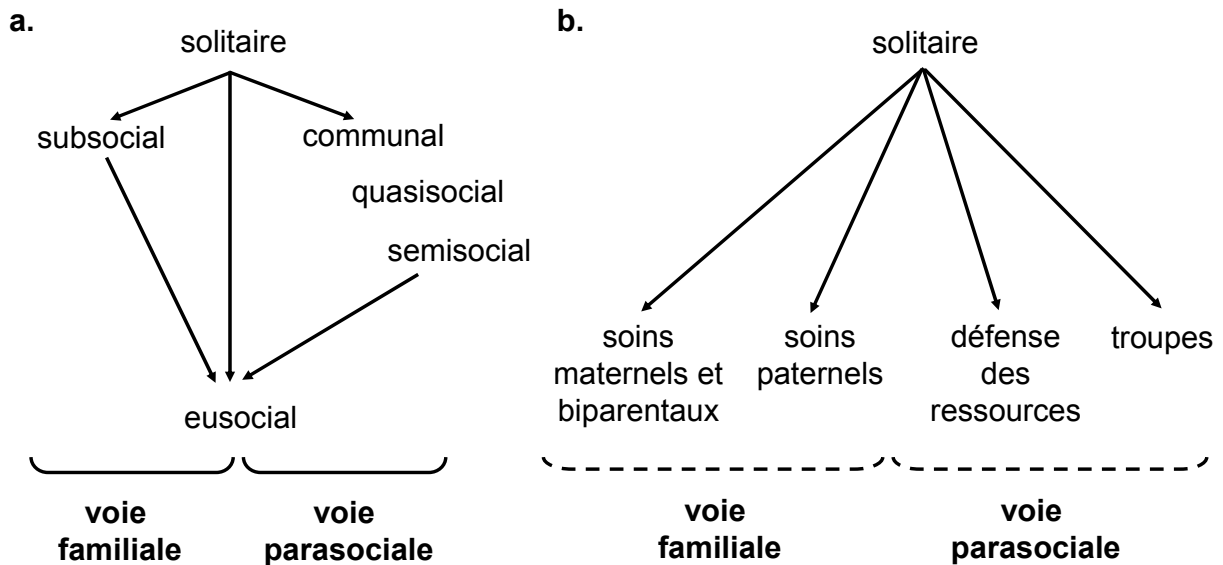 a.
solitaire
subsocial
communal
quasisocial
semisocial
eusocial
voie
familiale
voie
parasociale
b.
solitaire
soins
maternels et
biparentaux
soins
paternels
défense
des
ressources
troupes
voie
familiale
voie
parasociale